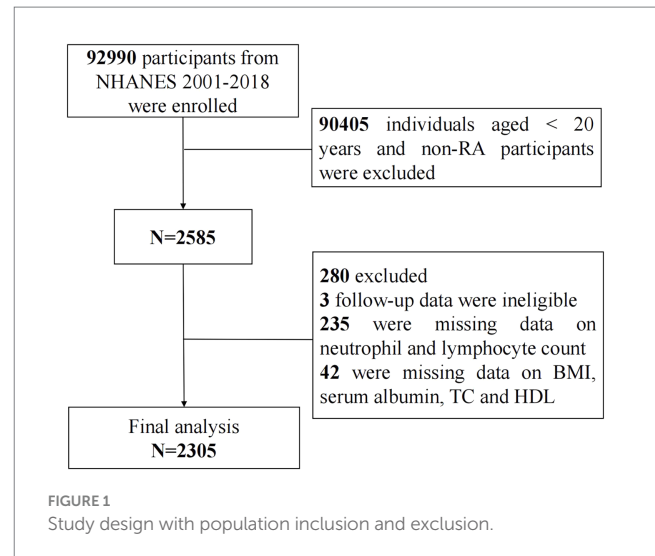 92990 participants from
NHANES 2001-2018
were enrolled
90405 individuals aged < 20
years and non-RA participants
were excluded
N=2585
280 excluded
3 follow-up data were ineligible
235 were missing data on
neutrophil and lymphocyte count
42 were missing data on BMI,
serum albumin, TC and HDL
Final analysis
N=2305
FIGURE 1
Study design with population inclusion and exclusion.